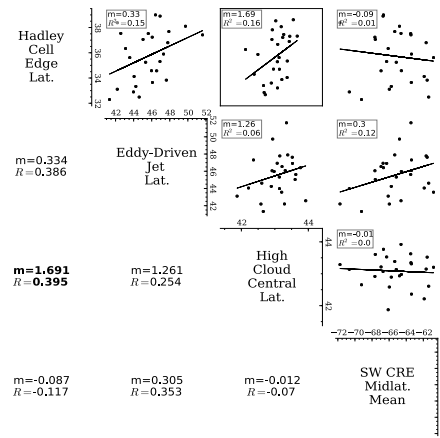 Hadley
Cell
Edge
Lat.
m=0.33
R²=0.15
m=1.69
R² =0.16
m=-0.09
R²=0.01
38
36
34
32
42 44 46 48 50 52
m=0.334
R=0.386
Eddy-Driven
Jet
Lat.
m=1.26
R² =0.06
m=0.3
R² =0.12
52
50
48
46
44
42
42 43 44
m=1.691
R=0.395
m=1.261
R=0.254
High
Cloud
Central
Lat.
m=-0.01
R² =0.0
44
42
−72 −70 −68 −66 −64 −62
m=-0.087
R=-0.117
m=0.305
R=0.353
m=-0.012
R=-0.07
SW CRE
Midlat.
Mean